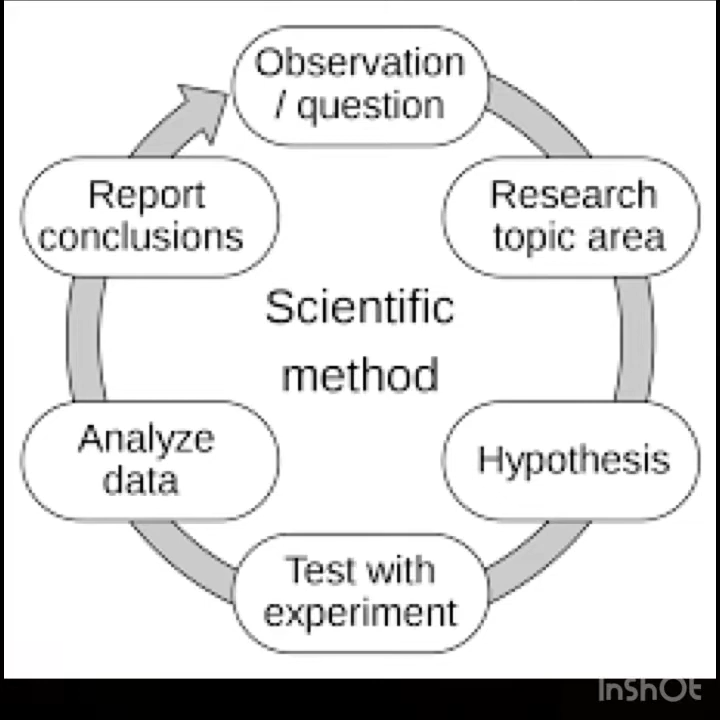 Observation
/ question
Research
topic area
Hypothesis
Test with
experiment
Analyze
data
Report
conclusions
Scientific
method
InShOt